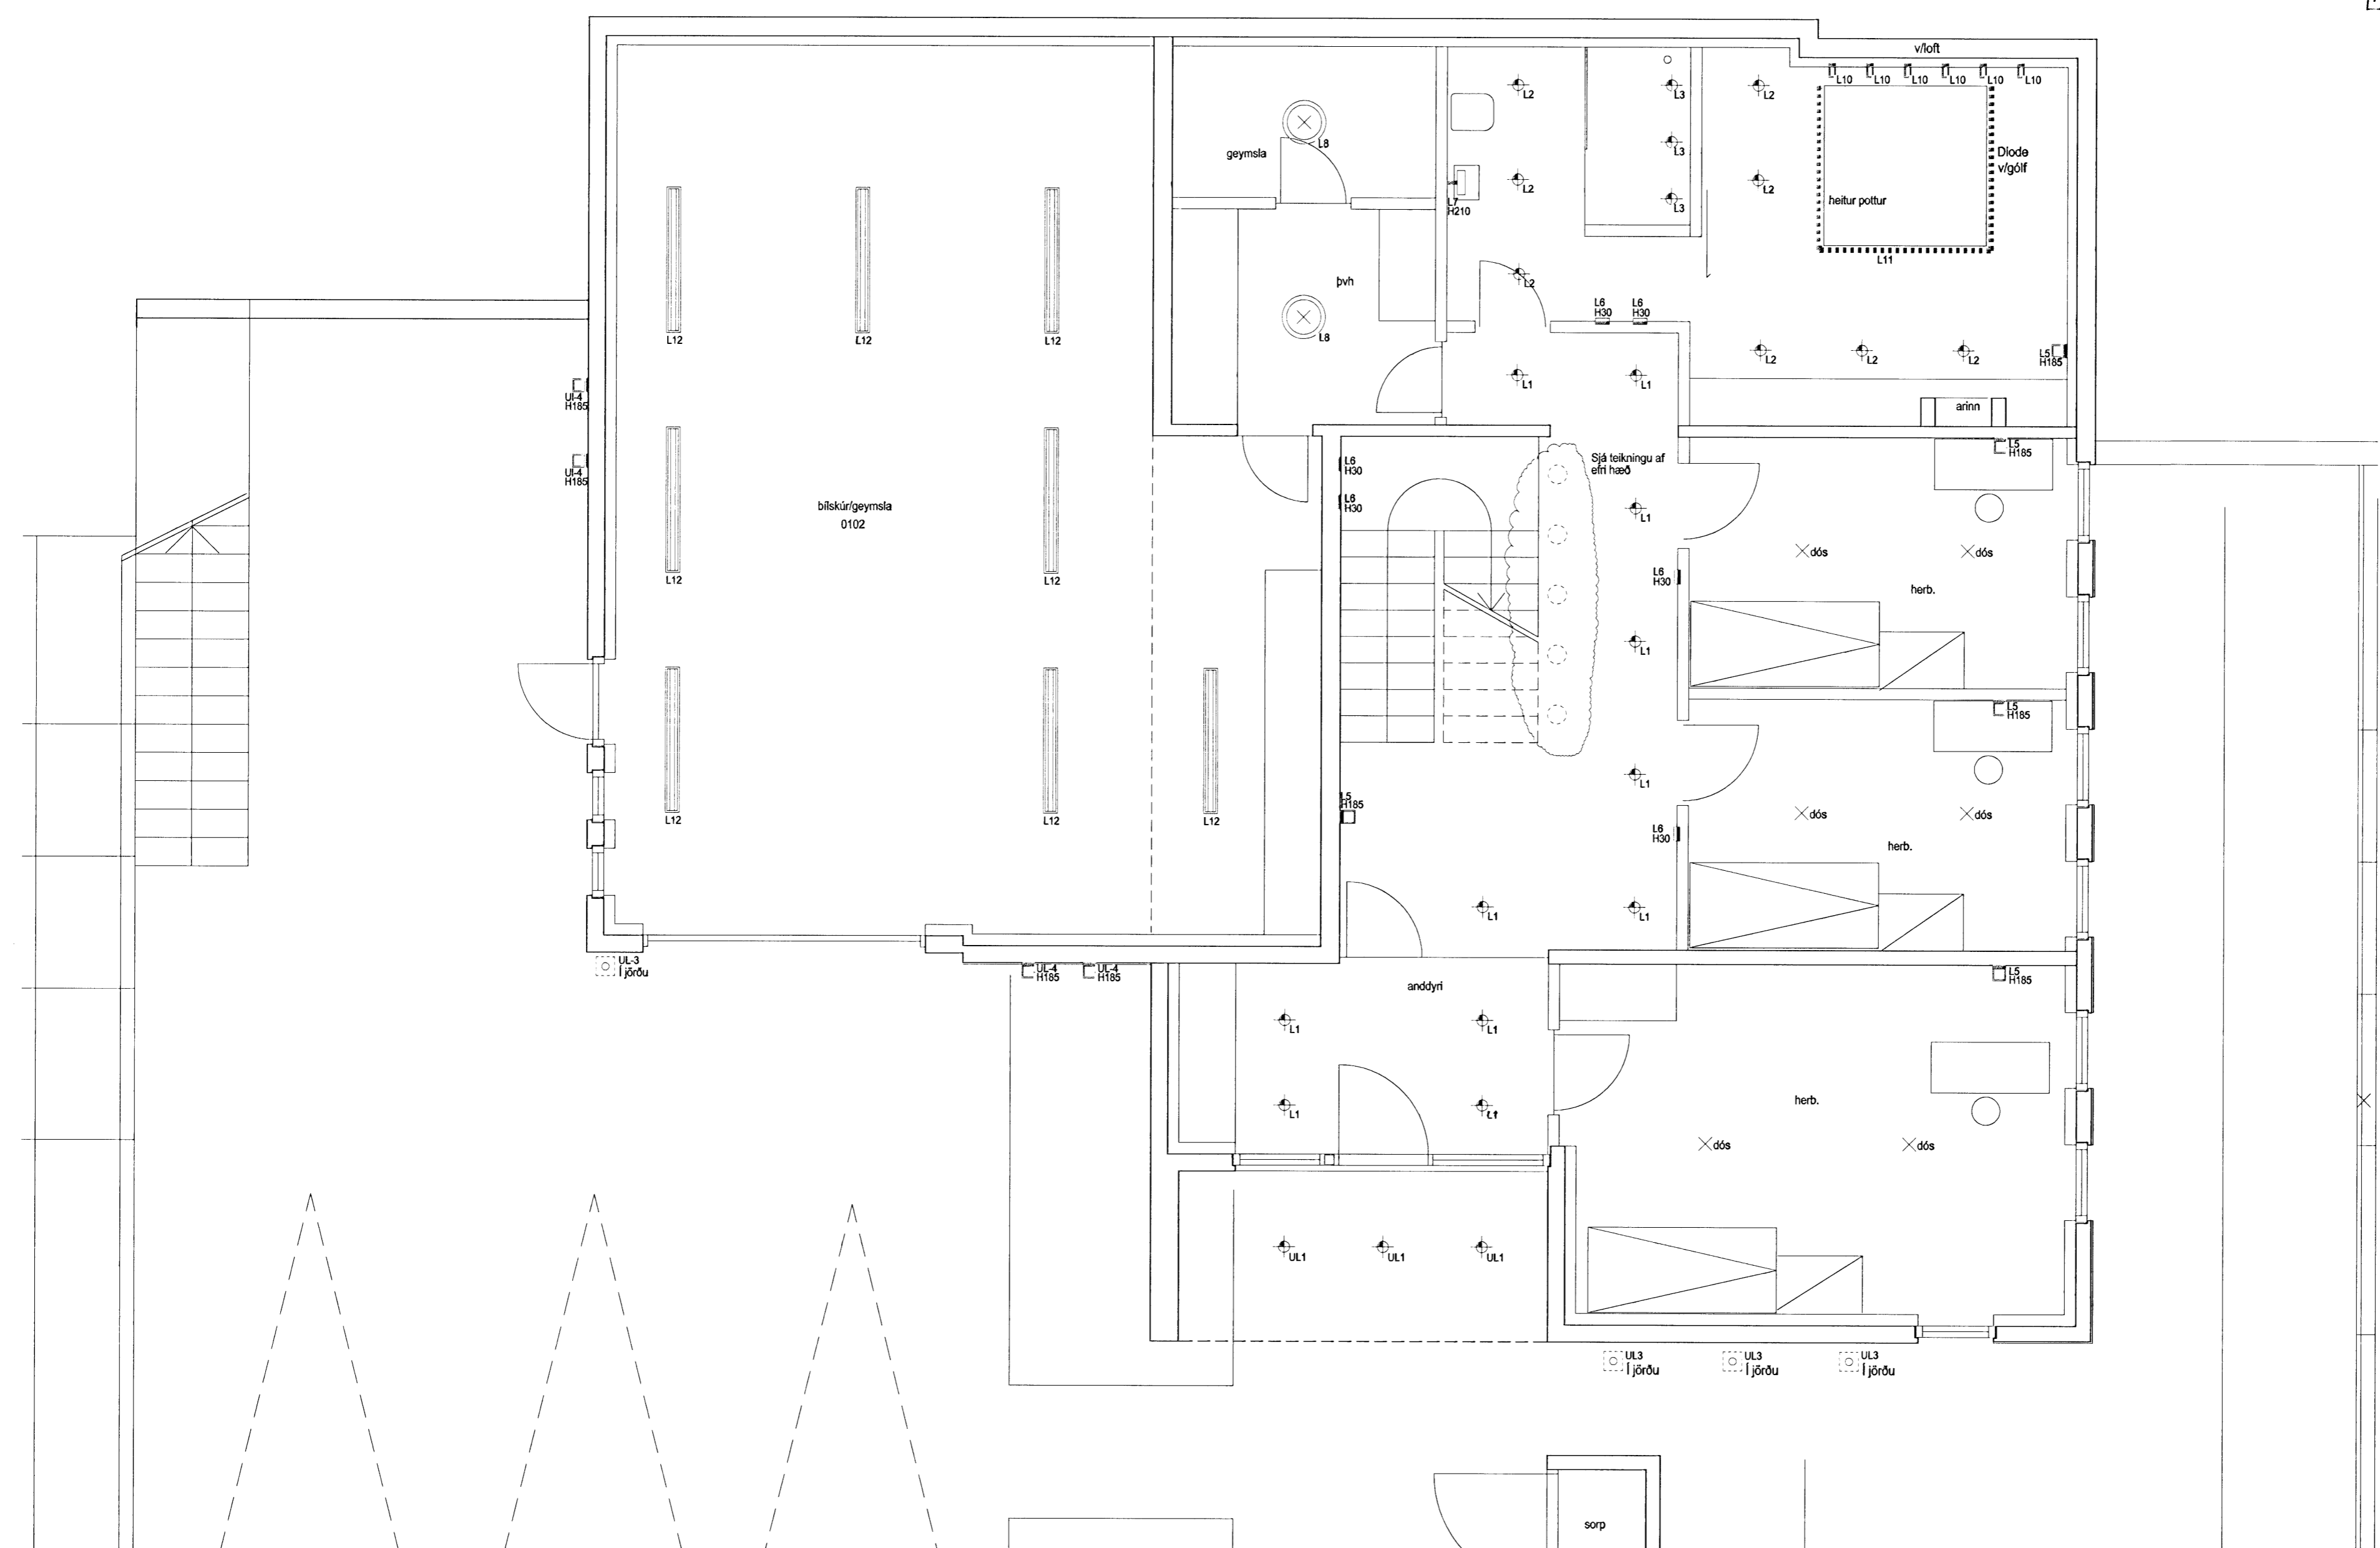 v/loft
L10
L10
L10
L10
L10
L10
L2
L3
L2
L8
geymsla
L3
Diode
v/gólf
L2
L3
L2
L7
H210
heitur pottur
L11
þvh
L2
L6
H30
L6
H30
L12
L12
L12
L8
L2
L2
L2
L5
H185
L1
L1
Ul-4
H185
arinn
Sjá teikningu af
efri hæð
L5
H185
L6
H30
Ul-4
H185
L6
H30
bílskúr/geymsla
0102
L1
dós
dós
L12
L12
L6
H30
herb.
L1
L5
H185
L1
L5
H185
dós
dós
L12
L12
L12
L6
H30
herb.
L1
L1
UL-3
Í jörðu
UL-4
H185
UL-4
H185
anddyri
L5
H185
L1
L1
L1
L1
herb.
dós
dós
UL1
UL1
UL1
UL3
Í jörðu
UL3
Í jörðu
UL3
Í jörðu
sorp